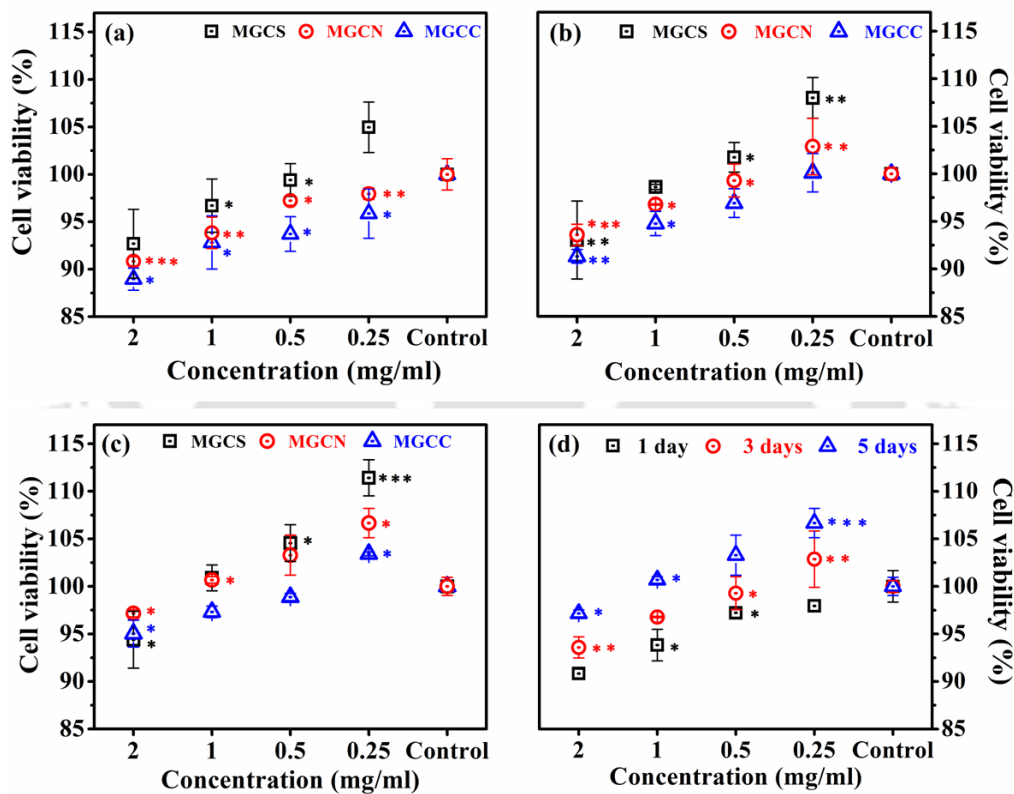 (a) MGCS MGCN MGCC
Cell viability (%)
115
110
105
100
95
90
85
* * * *
* * * *
* *
* * *
* *
2 1 0.5 0.25 Control
Concentration (mg/ml)
(b) MGCS MGCN MGCC
115
110
105
100
95
90
85
Cell viability (%)
* *
* * *
*
* * * *
* * *
* *
2 1 0.5 0.25 Control
Concentration (mg/ml)
(c) MGCS MGCN MGCC
Cell viability (%)
115
110
105
100
95
90
85
* * *
* *
* *
*
*
*
2 1 0.5 0.25 Control
Concentration (mg/ml)
(d) 1 day 3 days 5 days
115
110
105
100
95
90
85
Cell viability (%)
* * *
* *
* *
* *
* * *
2 1 0.5 0.25 Control
Concentration (mg/ml)